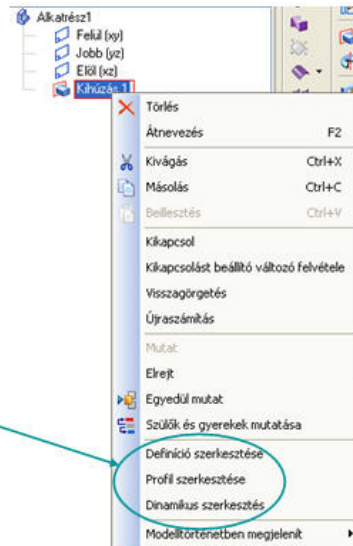 Alkatrész1
Felül (xy)
Jobb (yz)
Elöl (xz)
Kihúzás 1
Törlés
Átnevezés F2
Kivágás Ctrl+X
Másolás Ctrl+C
Beillesztés Ctrl+V
Kikapcsol
Kikapcsolást beállító változó felvétele
Visszagörgetés
Újraszámítás
Mutat
Elrejt
Egyedül mutat
Szülők és gyerekek mutatása
Definíció szerkesztése
Profil szerkesztése
Dinamikus szerkesztés
Modelltörténetben megjelenít